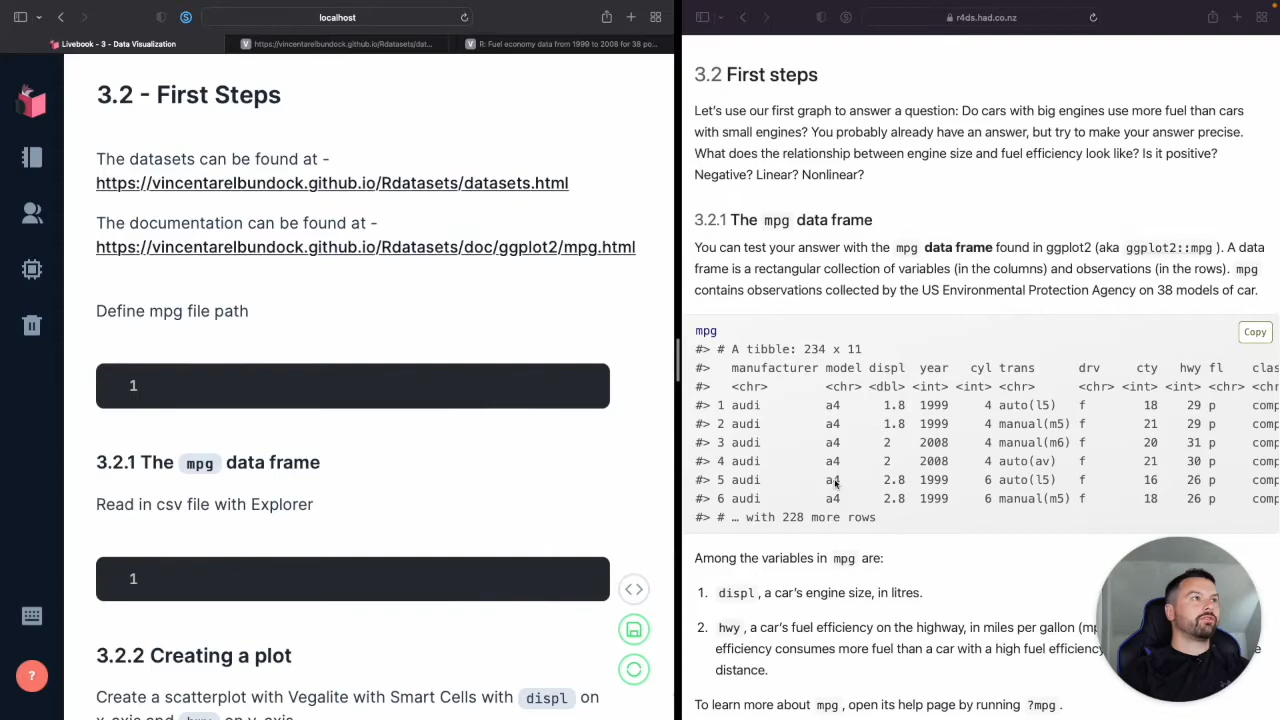 localhost
r4ds.had.co.nz
Livebook - 3 - Data Visualization
https://vincentarelbundock.github.io/Rdatasets/dat...
R: Fuel economy data from 1999 to 2008 for 38 po...
3.2 - First Steps
The datasets can be found at -
https://vincentarelbundock.github.io/Rdatasets/datasets.html
The documentation can be found at -
https://vincentarelbundock.github.io/Rdatasets/doc/ggplot2/mpg.html
Define mpg file path
1
3.2.1 The mpg data frame
Read in csv file with Explorer
1
3.2.2 Creating a plot
Create a scatterplot with Vegalite with Smart Cells with displ on
?
3.2 First steps
Let's use our first graph to answer a question: Do cars with big engines use more fuel than cars
with small engines? You probably already have an answer, but try to make your answer precise.
What does the relationship between engine size and fuel efficiency look like? Is it positive?
Negative? Linear? Nonlinear?
3.2.1 The mpg data frame
You can test your answer with the mpg data frame found in ggplot2 (aka ggplot2::mpg ). A data
frame is a rectangular collection of variables (in the columns) and observations (in the rows). mpg
contains observations collected by the US Environmental Protection Agency on 38 models of car.
Copy
mpg
#> # A tibble: 234 x 11
#> manufacturer model displ year cyl trans drv cty hwy fl clas
#> <chr> <chr> <dbl> <int> <int> <chr> <chr> <int> <int> <chr> <chr
#> 1 audi a4 1.8 1999 4 auto(l5) f 18 29 p comp
#> 2 audi a4 1.8 1999 4 manual(m5) f 21 29 p comp
#> 3 audi a4 2 2008 4 manual(m6) f 20 31 p comp
#> 4 audi a4 2 2008 4 auto(av) f 21 30 p comp
#> 5 audi a4 2.8 1999 6 auto(l5) f 16 26 p comp
#> 6 audi a4 2.8 1999 6 manual(m5) f 18 26 p comp
#> # … with 228 more rows
Among the variables in mpg are:
1. displ , a car's engine size, in litres.
2. hwy , a car's fuel efficiency on the highway, in miles per gallon (mp
efficiency consumes more fuel than a car with a high fuel efficiency
distance.
To learn more about mpg , open its help page by running ?mpg .